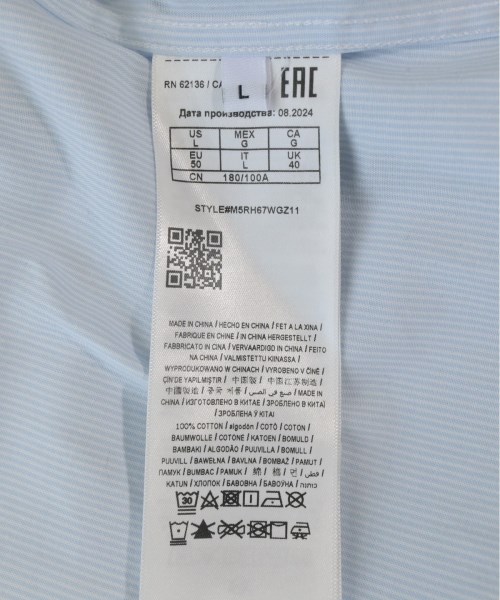 RN 62136 / CA
L
EAC
Дата производства: 08.2024
US MEX CA
L G G
EU IT UK
50 L 40
CN 180/100A
STYLE#M5RH67WGZ11
MADE IN CHINA / HECHO EN CHINA / FET A LA XINA /
FABRIQUE EN CHINE / IN CHINA HERGESTELLT /
FABBRICATO IN CINA / VERVAARDIGD IN CHINA / FEITO
NA CHINA / VALMISTETTU KIINASSA /
WYPRODUKOWANO W CHINACH / VYROBENO V ČÍNĚ /
ÇİN'DE YAPILMIŞTIR / 中国製 / 中国江苏制造 /
中國製造 / 중국 제품 / صنع في الصين / MADE IN
CHINA / ИЗГОТОВЛЕНО В КИТАЕ / ЗРОБЛЕНО В КИТАЇ
/ ЗРОБЛЕНА Ў КІТАІ
100% COTTON / algodón / COTÓ / COTON /
BAUMWOLLE / COTONE / KATOEN / BOMULD /
BAMBAKI / ALGODÃO / PUUVILLA / BOMULL /
PUUVILL / BAWEŁNA / BAVLNA / BOMBAŽ / PAMUT /
ПАМУК / BUMBAC / PAMUK / 綿 / 棉 / 면 / قطن /
KATUN / ХЛОПОК / БАВОВНА / БАВОЎНА / כותנה
30